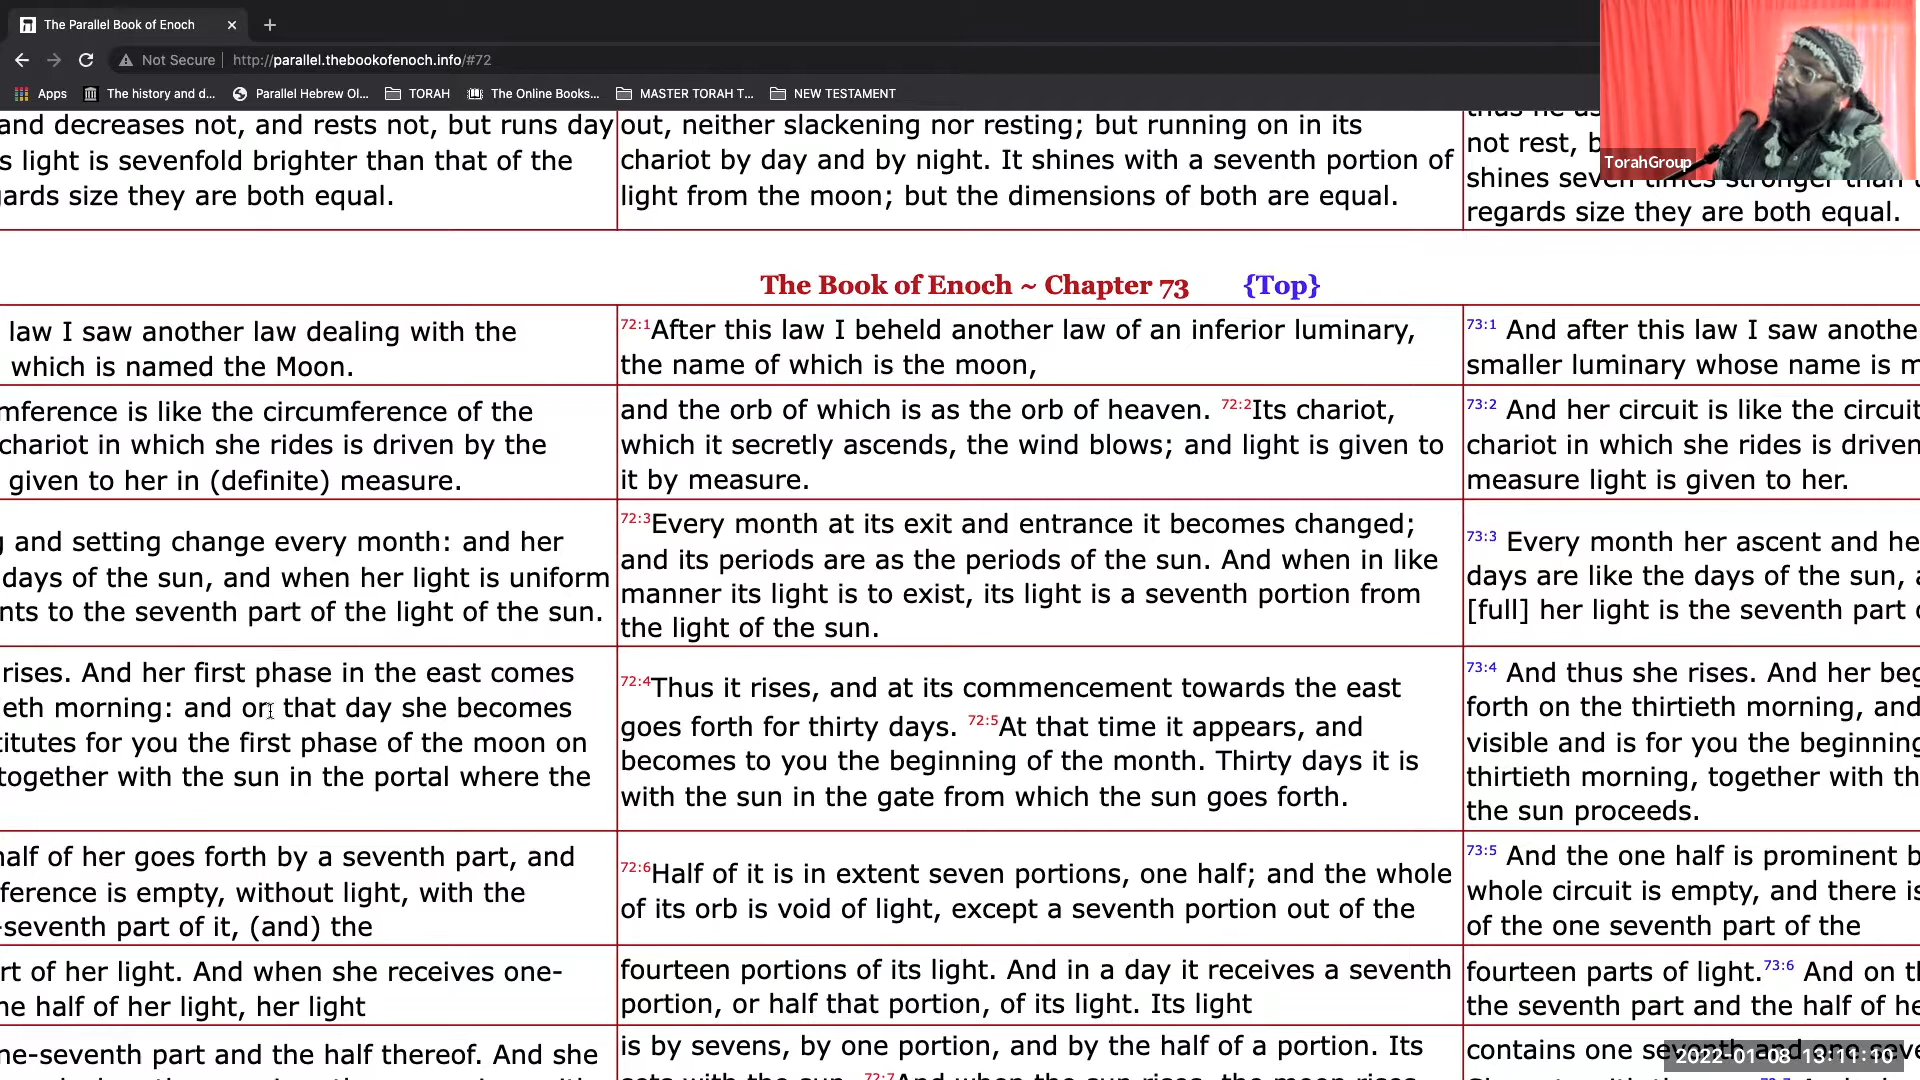 The Parallel Book of Enoch
Not Secure
http://parallel.thebookofenoch.info/#72
Apps
The history and d...
Parallel Hebrew Ol...
TORAH
The Online Books...
MASTER TORAH T...
NEW TESTAMENT
TorahGroup
and decreases not, and rests not, but runs day
s light is sevenfold brighter than that of the
ards size they are both equal.
out, neither slackening nor resting; but running on in its
chariot by day and by night. It shines with a seventh portion of
light from the moon; but the dimensions of both are equal.
not rest, b
shines seven times stronger than
regards size they are both equal.
The Book of Enoch ~ Chapter 73 {Top}
law I saw another law dealing with the
which is named the Moon.
72:1After this law I beheld another law of an inferior luminary,
the name of which is the moon,
73:1 And after this law I saw anothe
smaller luminary whose name is m
mference is like the circumference of the
chariot in which she rides is driven by the
given to her in (definite) measure.
and the orb of which is as the orb of heaven. 72:2Its chariot,
which it secretly ascends, the wind blows; and light is given to
it by measure.
73:2 And her circuit is like the circuit
chariot in which she rides is driven
measure light is given to her.
g and setting change every month: and her
days of the sun, and when her light is uniform
nts to the seventh part of the light of the sun.
72:3Every month at its exit and entrance it becomes changed;
and its periods are as the periods of the sun. And when in like
manner its light is to exist, its light is a seventh portion from
the light of the sun.
73:3 Every month her ascent and he
days are like the days of the sun, a
[full] her light is the seventh part o
rises. And her first phase in the east comes
eth morning: and on that day she becomes
titutes for you the first phase of the moon on
together with the sun in the portal where the
72:4Thus it rises, and at its commencement towards the east
goes forth for thirty days. 72:5At that time it appears, and
becomes to you the beginning of the month. Thirty days it is
with the sun in the gate from which the sun goes forth.
73:4 And thus she rises. And her beg
forth on the thirtieth morning, and
visible and is for you the beginning
thirtieth morning, together with th
the sun proceeds.
half of her goes forth by a seventh part, and
ference is empty, without light, with the
-seventh part of it, (and) the
72:6Half of it is in extent seven portions, one half; and the whole
of its orb is void of light, except a seventh portion out of the
73:5 And the one half is prominent b
whole circuit is empty, and there is
of the one seventh part of the
rt of her light. And when she receives one-
he half of her light, her light
fourteen portions of its light. And in a day it receives a seventh
portion, or half that portion, of its light. Its light
fourteen parts of light.73:6 And on th
the seventh part and the half of he
ne-seventh part and the half thereof. And she
is by sevens, by one portion, and by the half of a portion. Its
sets with the sun. 72:7And when the sun rises, the moon rises
contains one seventh and one seve
2022-01-08 13:11:10